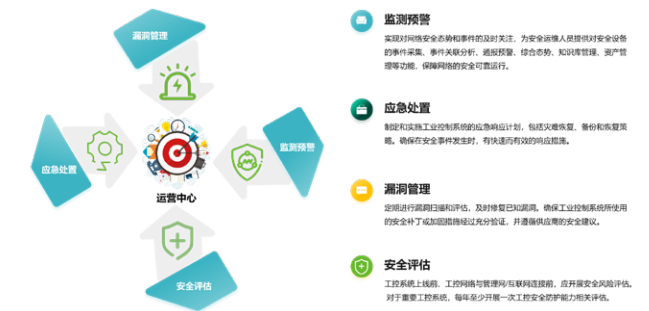 漏洞管理
应急处置
监测预警
运营中心
安全评估
监测预警
实现对网络安全态势和事件的及时关注，为安全运维人员提供对安全设备
的事件采集、事件关联分析、通报预警、综合态势、知识库管理、资产管
理等功能，保障网络的安全可靠运行。
应急处置
制定和实施工业控制系统的应急响应计划，包括灾难恢复、备份和恢复策
略。确保在安全事件发生时，有快速而有效的响应措施。
漏洞管理
定期进行漏洞扫描和评估，及时修复已知漏洞。确保工业控制系统所使用
的安全补丁或加固措施经过充分验证，并遵循供应商的安全建议。
安全评估
工控系统上线前、工控网络与管理网/互联网连接前，应开展安全风险评估。
对于重要工控系统，每年至少开展一次工控安全防护能力相关评估。